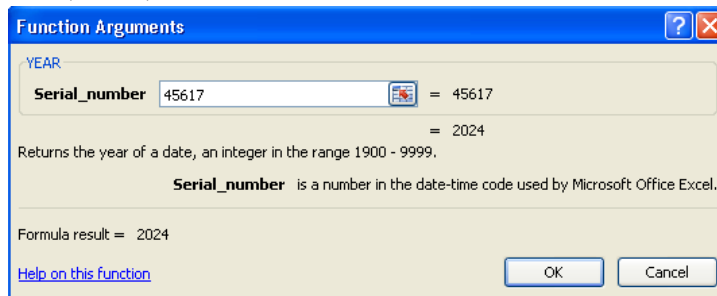 Function Arguments
YEAR
Serial_number 45617 = 45617
= 2024
Returns the year of a date, an integer in the range 1900 - 9999.
Serial_number is a number in the date-time code used by Microsoft Office Excel.
Formula result = 2024
Help on this function OK Cancel